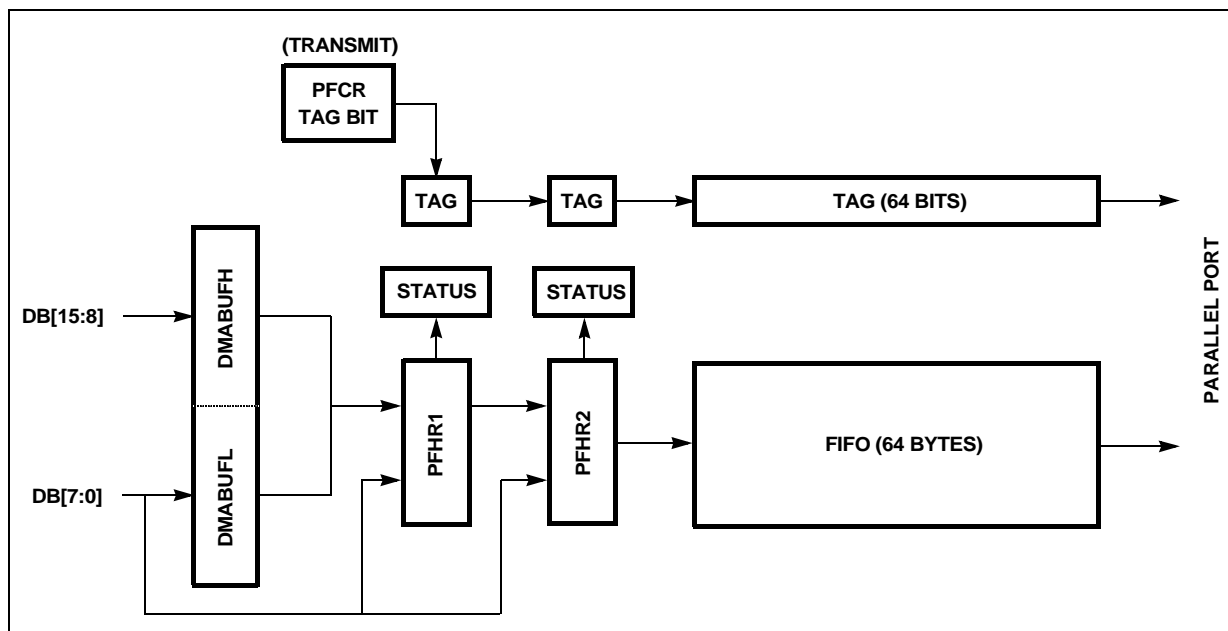 (TRANSMIT)
PFCR
TAG BIT
TAG
TAG
TAG (64 BITS)
STATUS
STATUS
DB[15:8]
DMABUFH
PARALLEL PORT
PFHR1
PFHR2
FIFO (64 BYTES)
DB[7:0]
DMABUFL